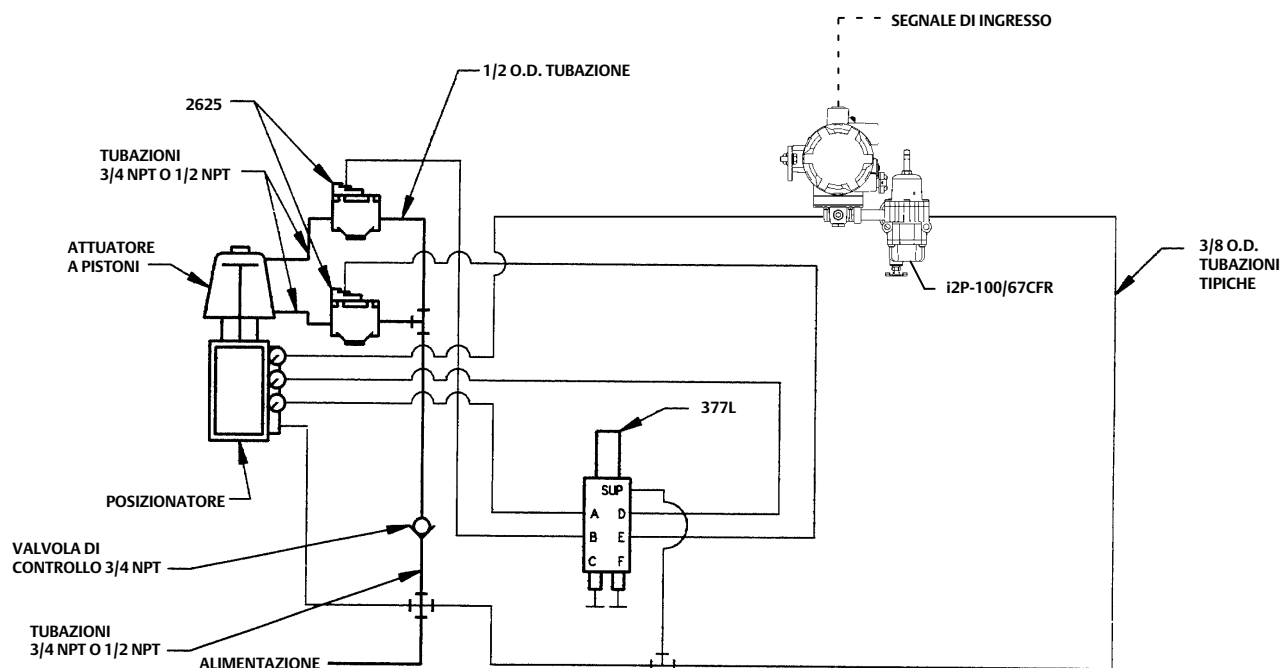 SEGNALE DI INGRESSO
1/2 O.D. TUBAZIONE
2625
TUBAZIONI
3/4 NPT O 1/2 NPT
ATTUATORE
A PISTONI
3/8 O.D.
TUBAZIONI
TIPICHE
i2P-100/67CFR
377L
SUP
A D
B E
C F
POSIZIONATORE
VALVOLA DI
CONTROLLO 3/4 NPT
TUBAZIONI
3/4 NPT O 1/2 NPT
ALIMENTAZIONE